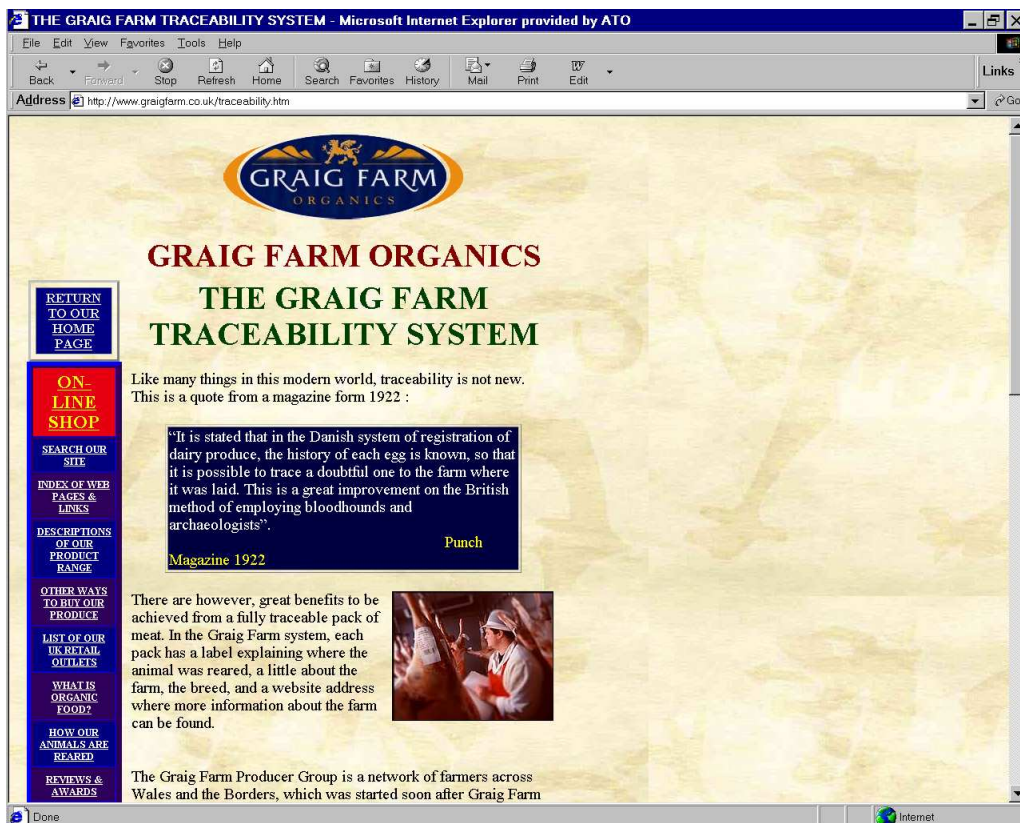 THE GRAIG FARM TRACEABILITY SYSTEM - Microsoft Internet Explorer provided by ATO
File Edit View Favorites Tools Help
Back Forward Stop Refresh Home Search Favorites History Mail Print Edit
Links
Address http://www.graigfarm.co.uk/traceability.htm
Go
GRAIG FARM
ORGANICS
GRAIG FARM ORGANICS
THE GRAIG FARM
TRACEABILITY SYSTEM
RETURN
TO OUR
HOME
PAGE
ON-
LINE
SHOP
SEARCH OUR
SITE
INDEX OF WEB
PAGES &
LINKS
DESCRIPTIONS
OF OUR
PRODUCT
RANGE
OTHER WAYS
TO BUY OUR
PRODUCE
LIST OF OUR
UK RETAIL
OUTLETS
WHAT IS
ORGANIC
FOOD?
HOW OUR
ANIMALS ARE
REARED
REVIEWS &
AWARDS
Like many things in this modern world, traceability is not new.
This is a quote from a magazine form 1922 :
“It is stated that in the Danish system of registration of
dairy produce, the history of each egg is known, so that
it is possible to trace a doubtful one to the farm where
it was laid. This is a great improvement on the British
method of employing bloodhounds and
archaeologists”.
Punch
Magazine 1922
There are however, great benefits to be
achieved from a fully traceable pack of
meat. In the Graig Farm system, each
pack has a label explaining where the
animal was reared, a little about the
farm, the breed, and a website address
where more information about the farm
can be found.
The Graig Farm Producer Group is a network of farmers across
Wales and the Borders, which was started soon after Graig Farm
Done
Internet